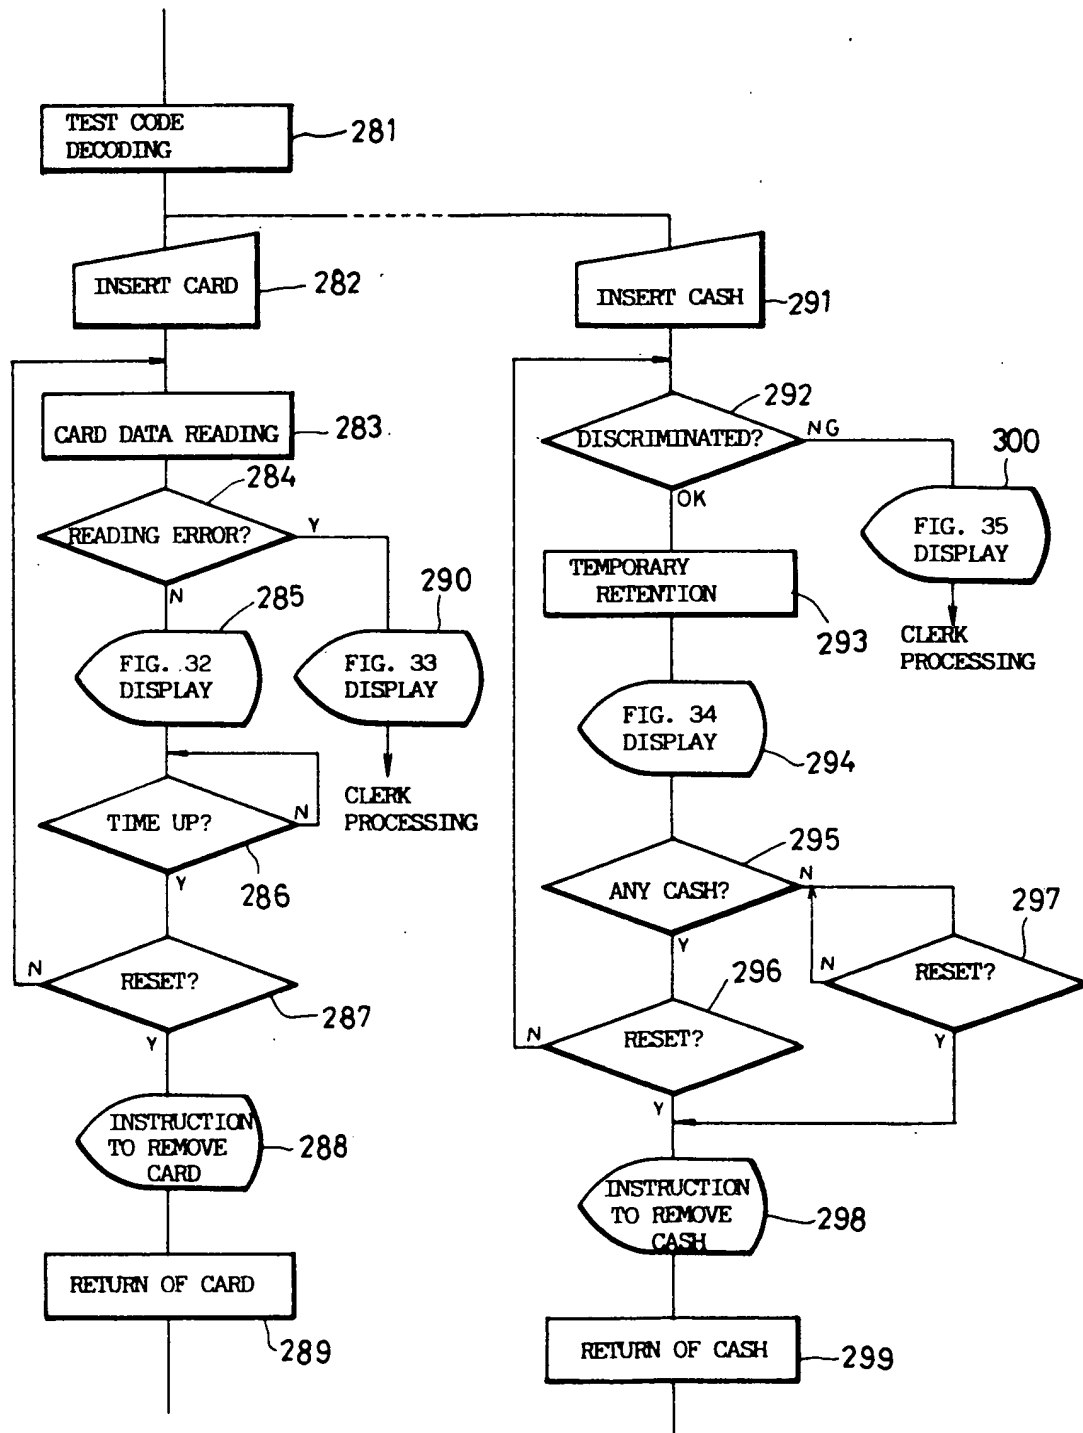 TEST CODE
DECODING
281
INSERT CARD
282
CARD DATA READING
283
284
READING ERROR?
Y
N
285
FIG. 32
DISPLAY
290
FIG. 33
DISPLAY
CLERK
PROCESSING
TIME UP?
N
Y
286
RESET?
N
Y
287
INSTRUCTION
TO REMOVE
CARD
288
RETURN OF CARD
289
INSERT CASH
291
292
DISCRIMINATED?
NG
OK
300
FIG. 35
DISPLAY
CLERK
PROCESSING
TEMPORARY
RETENTION
293
FIG. 34
DISPLAY
294
295
ANY CASH?
N
Y
297
RESET?
N
Y
296
RESET?
N
Y
INSTRUCTION
TO REMOVE
CASH
298
RETURN OF CASH
299